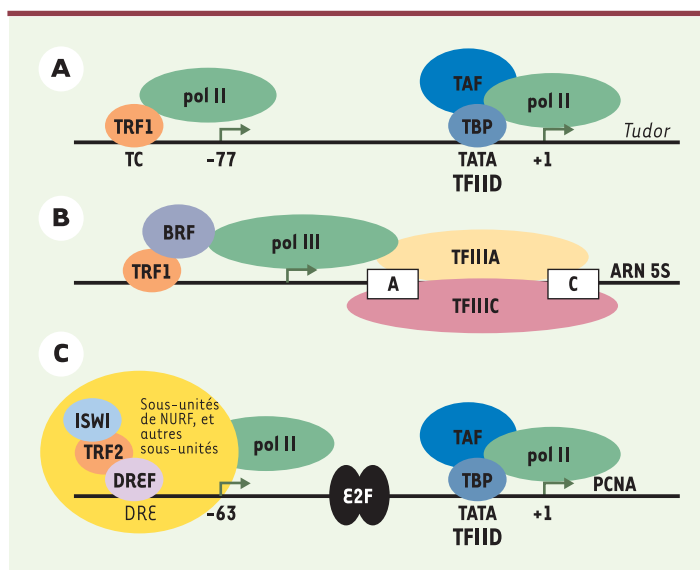 A
TRF1
pol II
TAF
TBP
pol II
Tudor
TC
-77
TATA
+1
TFIID
B
BRF
TRF1
pol III
TFIIIA
A
C
ARN 5S
TFIIIC
C
ISWI
Sous-unités
de NURF, et
autres
sous-unités
TRF2
DREF
pol II
E2F
TAF
TBP
pol II
PCNA
DRE
-63
TATA
+1
TFIID